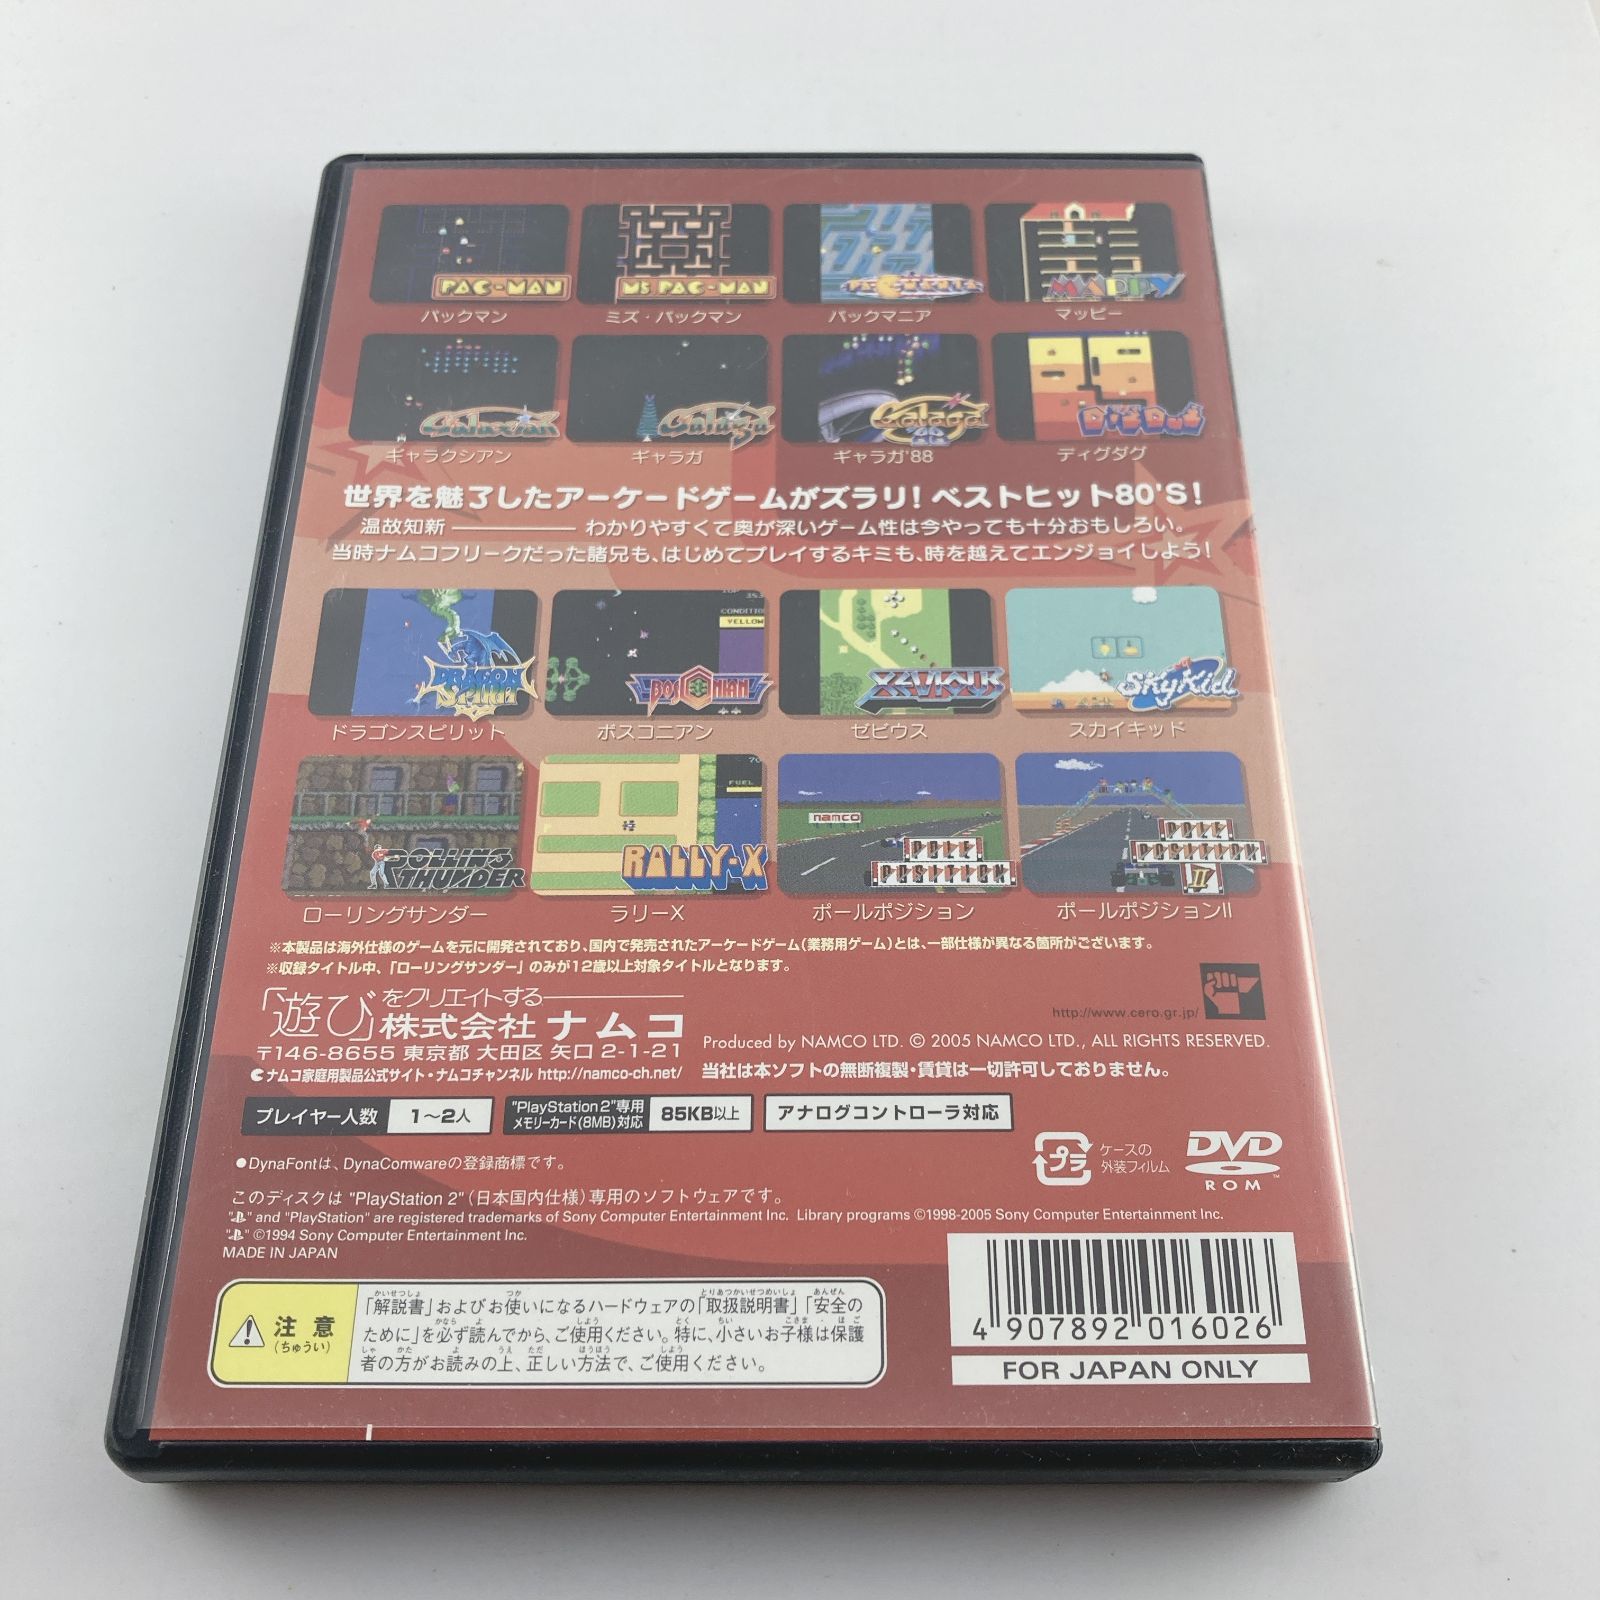 PAC-MAN
MS PAC-MAN
PAC-MANIA
MAPPY
パックマン
ミズ・パックマン
パックマニア
マッピー
Galaxian
Galaga
Galaga 88
DIG DUG
ギャラクシアン
ギャラガ
ギャラガ'88
ディグダグ
世界を魅了したアーケードゲームがズラリ! ベストヒット80'S!
温故知新 ―――― わかりやすくて奥が深いゲーム性は今やっても十分おもしろい。
当時ナムコフリークだった諸兄も、はじめてプレイするキミも、時を越えてエンジョイしよう!
CONDITION
YELLOW
DRAGON SPIRIT
BOSCONIAN
XEVIOUS
SKY KID
ドラゴンスピリット
ボスコニアン
ゼビウス
スカイキッド
FUEL
namco
ROLLING THUNDER
RALLY-X
POLE POSITION
POLE POSITION II
ローリングサンダー
ラリーX
ポールポジション
ポールポジションII
※本製品は海外仕様のゲームを元に開発されており、国内で発売されたアーケードゲーム(業務用ゲーム)とは、一部仕様が異なる箇所がございます。
※収録タイトル中、「ローリングサンダー」のみが12歳以上対象タイトルとなります。
「遊び」をクリエイトする――――
株式会社 ナムコ
〒146-8655 東京都 大田区 矢口 2-1-21
ナムコ家庭用製品公式サイト・ナムコチャンネル http://namco-ch.net/
http://www.cero.gr.jp/
Produced by NAMCO LTD. © 2005 NAMCO LTD., ALL RIGHTS RESERVED.
当社は本ソフトの無断複製・賃貸は一切許可しておりません。
プレイヤー人数 1～2人
"PlayStation 2"専用
メモリーカード(8MB)対応 85KB以上
アナログコントローラ対応
●DynaFontは、DynaComwareの登録商標です。
プラ
ケースの
外装フィルム
DVD
ROM
このディスクは "PlayStation 2"(日本国内仕様)専用のソフトウェアです。
" " and "PlayStation" are registered trademarks of Sony Computer Entertainment Inc. Library programs ©1998-2005 Sony Computer Entertainment Inc.
" " ©1994 Sony Computer Entertainment Inc.
MADE IN JAPAN
注意
(ちゅうい)
「解説書」およびお使いになるハードウェアの「取扱説明書」「安全の
ために」を必ず読んでから、ご使用ください。特に、小さいお子様は保護
者の方がお読みの上、正しい方法で、ご使用ください。
4 907892 016026
FOR JAPAN ONLY